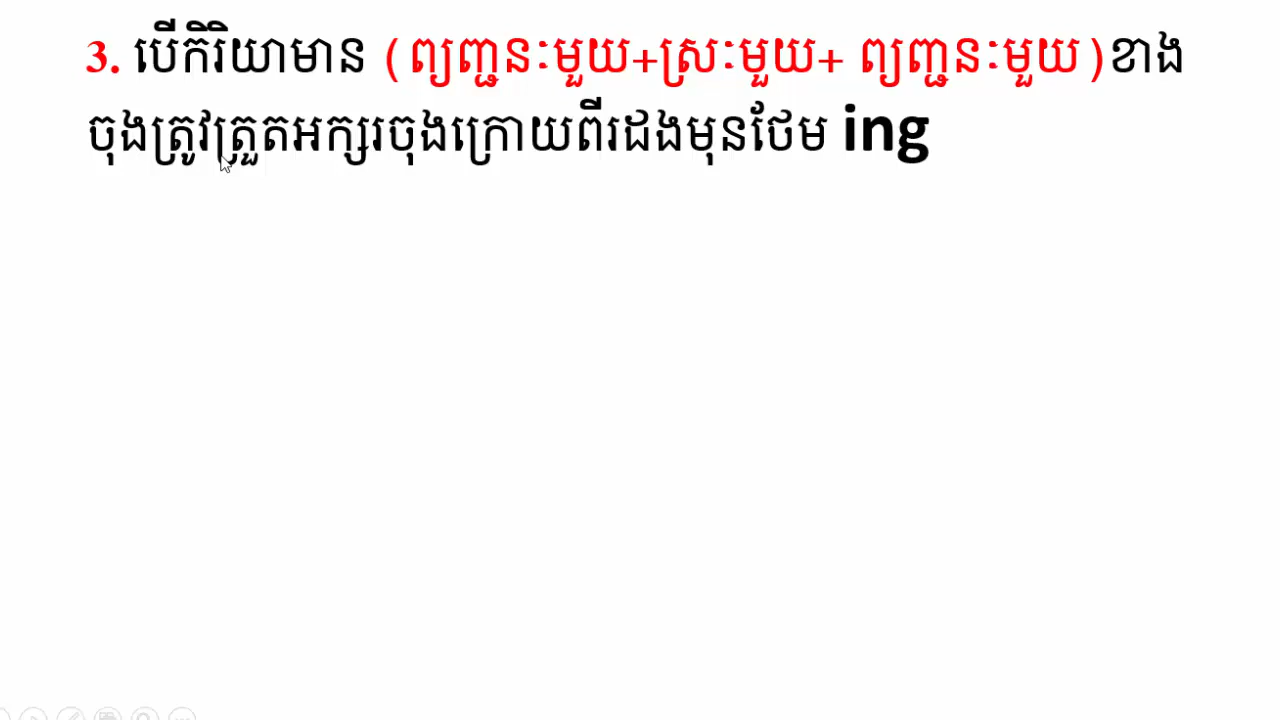 3. បើកិរិយាមាន (ព្យញ្ជនៈមួយ+ស្រៈមួយ+ ព្យញ្ជនៈមួយ)ខាង
ចុងត្រូវត្រួតអក្សរចុងក្រោយពីរដងមុនថែម ing